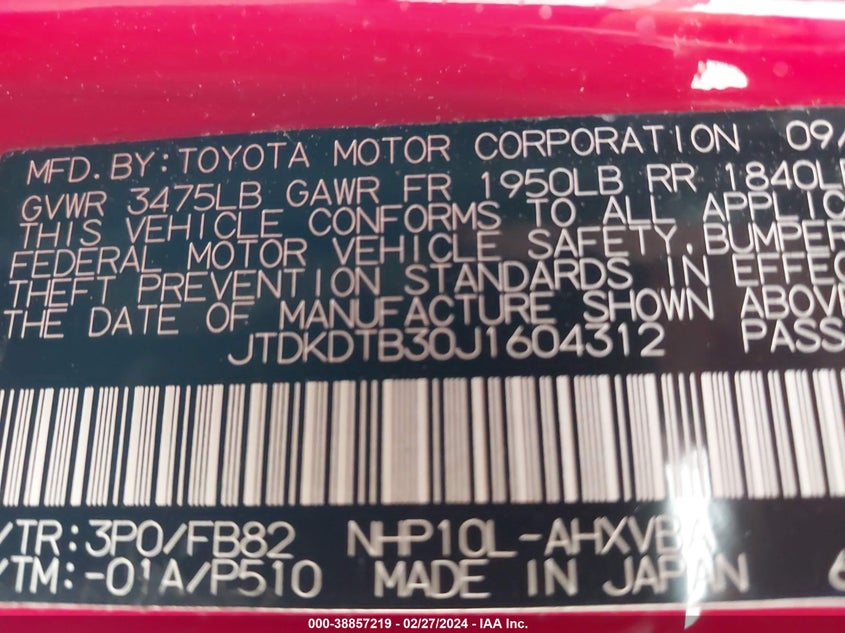 MFD. BY: TOYOTA MOTOR CORPORATION 09/
GVWR 3475LB GAWR FR 1950LB RR 1840L
THIS VEHICLE CONFORMS TO ALL APPLIC
FEDERAL MOTOR VEHICLE SAFETY, BUMPER
THEFT PREVENTION STANDARDS IN EFFEC
THE DATE OF MANUFACTURE SHOWN ABOVE
JTDKDTB30J1604312 PASS
/TR: 3P0/FB82 NHP10L-AHXVBA
/TM: -01A/P510 MADE IN JAPAN
000-38857219 - 02/27/2024 - IAA Inc.